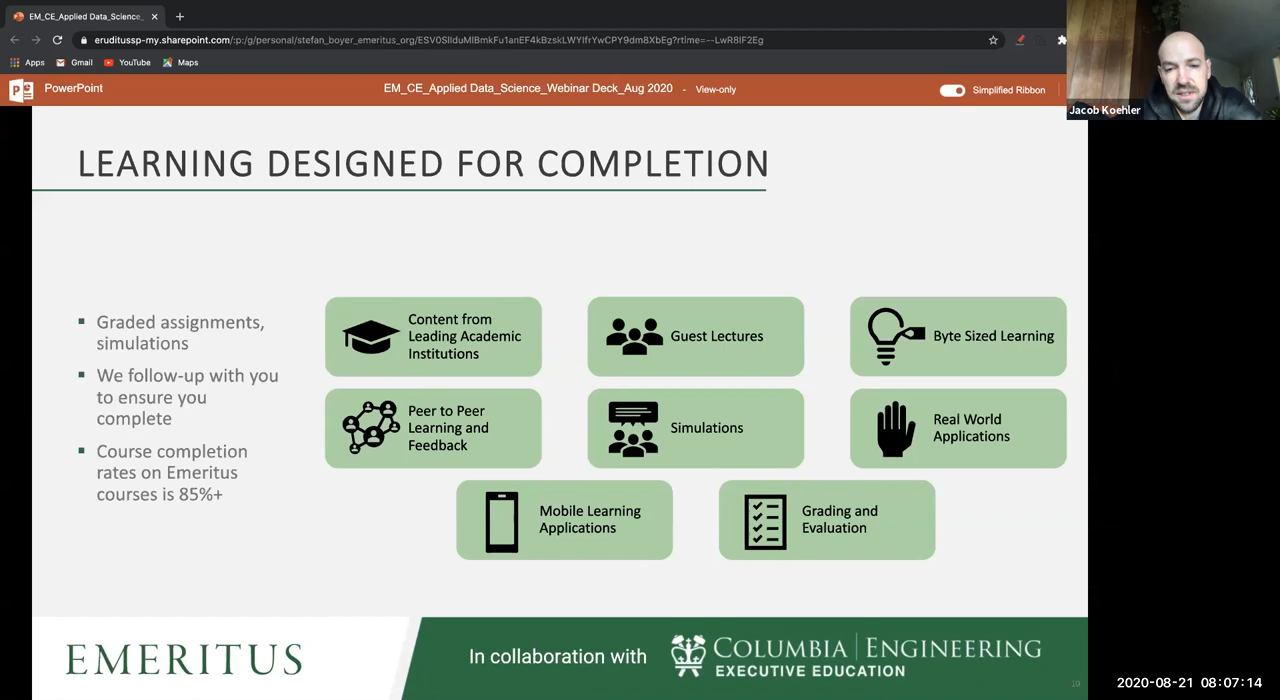 EM_CE_Applied Data_Science_
eruditussp-my.sharepoint.com/:p:/g/personal/stefan_boyer_emeritus_org/
Apps Gmail YouTube Maps
PowerPoint
EM_CE_Applied Data_Science_Webinar Deck_Aug 2020 - View-only
Simplified Ribbon
Jacob Koehler
LEARNING DESIGNED FOR COMPLETION
Graded assignments,
simulations
We follow-up with you
to ensure you
complete
Course completion
rates on Emeritus
courses is 85%+
Content from
Leading Academic
Institutions
Guest Lectures
Byte Sized Learning
Peer to Peer
Learning and
Feedback
Simulations
Real World
Applications
Mobile Learning
Applications
Grading and
Evaluation
EMERITUS
In collaboration with
COLUMBIA | ENGINEERING
EXECUTIVE EDUCATION
10
2020-08-21 08:07:14